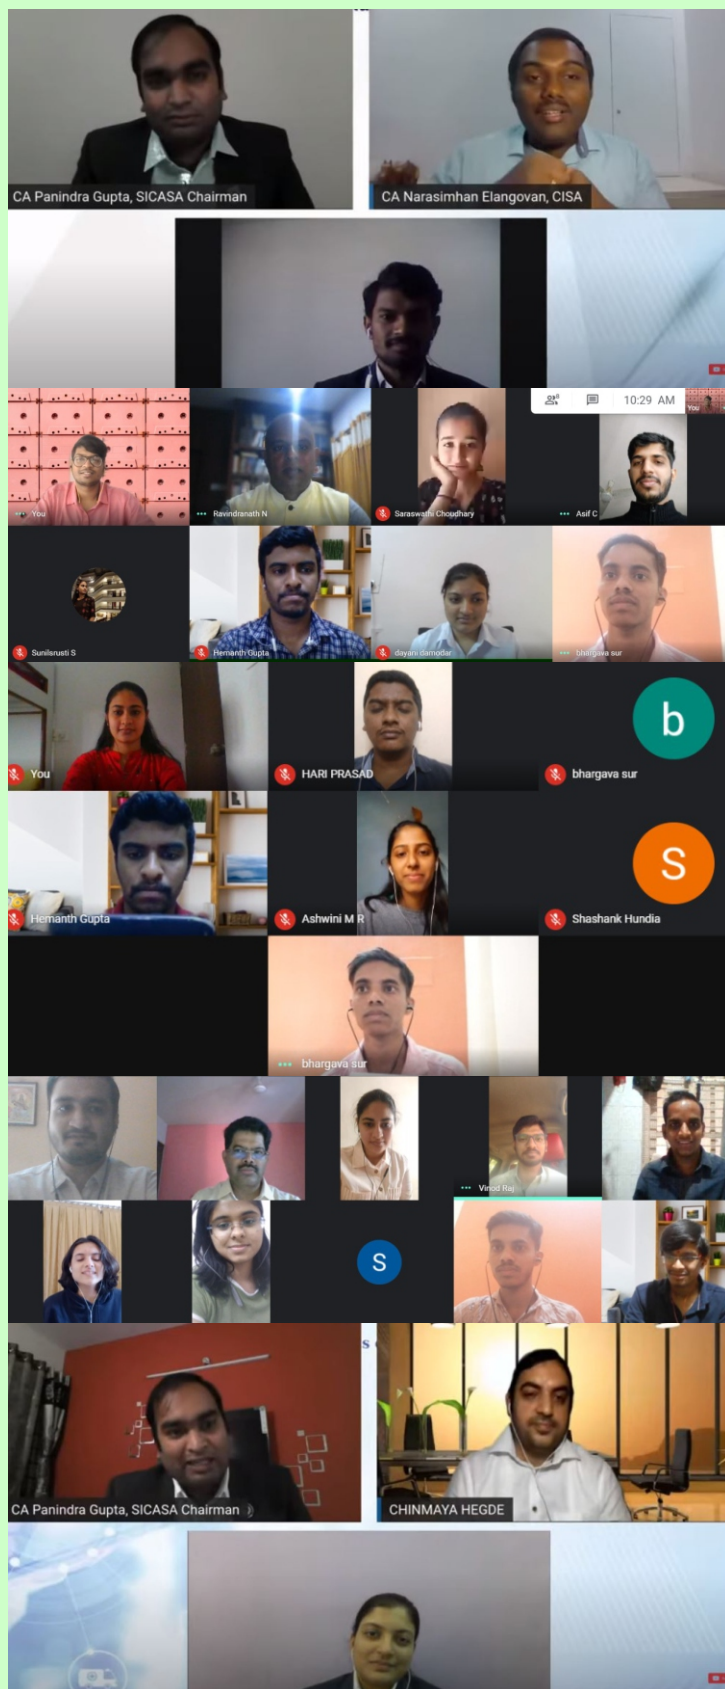 CA Panindra Gupta, SICASA Chairman
CA Narasimhan Elangovan, CISA
10:29 AM
You
You
Ravindranath N
Saraswathi Choudhary
Asif C
Sunilsrusti S
Hemanth Gupta
dayani damodar
bhargava sur
You
HARI PRASAD
b
bhargava sur
Hemanth Gupta
Ashwini M R
S
Shashank Hundia
bhargava sur
Vinod Raj
S
s
CA Panindra Gupta, SICASA Chairman
CHINMAYA HEGDE